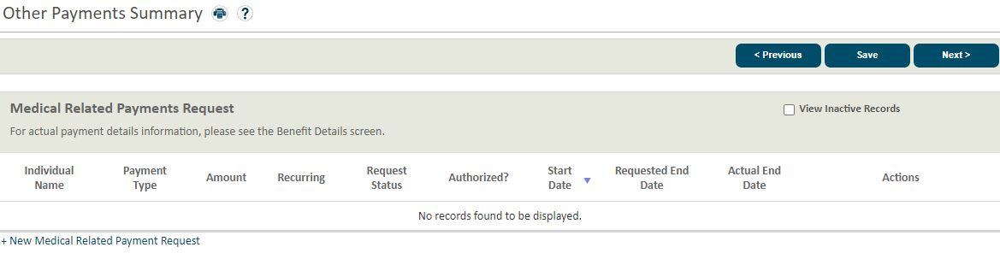 Other Payments Summary ?
< Previous Save Next >
Medical Related Payments Request View Inactive Records
For actual payment details information, please see the Benefit Details screen.
Individual Name Payment Type Amount Recurring Request Status Authorized? Start Date Requested End Date Actual End Date Actions
No records found to be displayed.
+ New Medical Related Payment Request